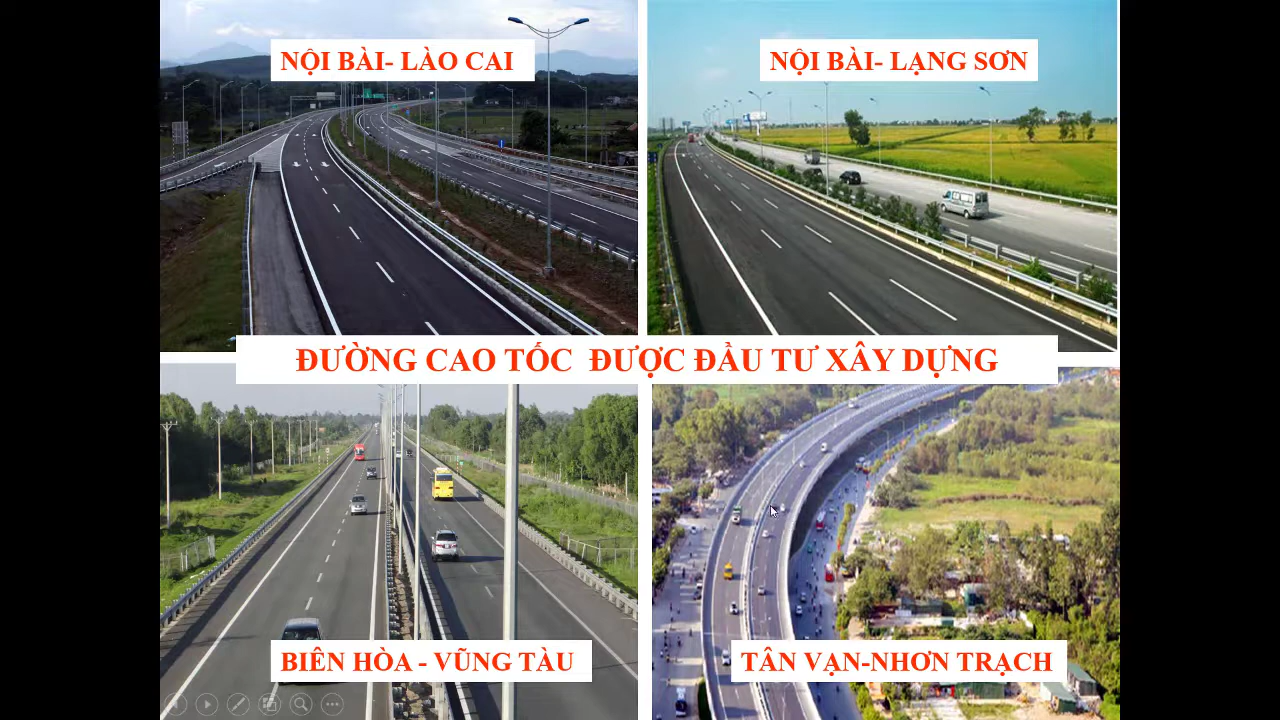 NỘI BÀI- LÀO CAI
NỘI BÀI- LẠNG SƠN
ĐƯỜNG CAO TỐC  ĐƯỢC ĐẦU TƯ XÂY DỰNG
BIÊN HÒA - VŨNG TÀU
TÂN VẠN-NHƠN TRẠCH